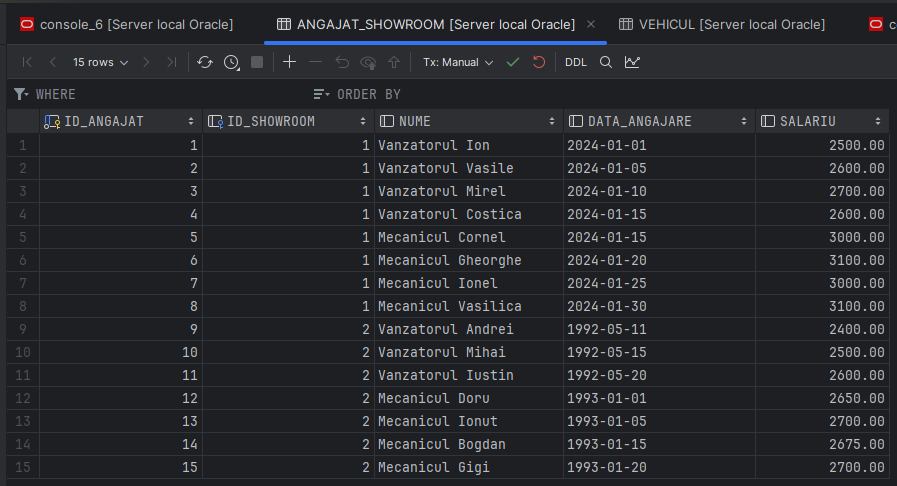 console_6 [Server local Oracle] ANGAJAT_SHOWROOM [Server local Oracle] VEHICUL [Server local Oracle] c
15 rows Tx: Manual DDL
WHERE ORDER BY
ID_ANGAJAT ID_SHOWROOM NUME DATA_ANGAJARE SALARIU
1 1 1 Vanzatorul Ion 2024-01-01 2500.00
2 2 1 Vanzatorul Vasile 2024-01-05 2600.00
3 3 1 Vanzatorul Mirel 2024-01-10 2700.00
4 4 1 Vanzatorul Costica 2024-01-15 2600.00
5 5 1 Mecanicul Cornel 2024-01-15 3000.00
6 6 1 Mecanicul Gheorghe 2024-01-20 3100.00
7 7 1 Mecanicul Ionel 2024-01-25 3000.00
8 8 1 Mecanicul Vasilica 2024-01-30 3100.00
9 9 2 Vanzatorul Andrei 1992-05-11 2400.00
10 10 2 Vanzatorul Mihai 1992-05-15 2500.00
11 11 2 Vanzatorul Iustin 1992-05-20 2600.00
12 12 2 Mecanicul Doru 1993-01-01 2650.00
13 13 2 Mecanicul Ionut 1993-01-05 2700.00
14 14 2 Mecanicul Bogdan 1993-01-15 2675.00
15 15 2 Mecanicul Gigi 1993-01-20 2700.00